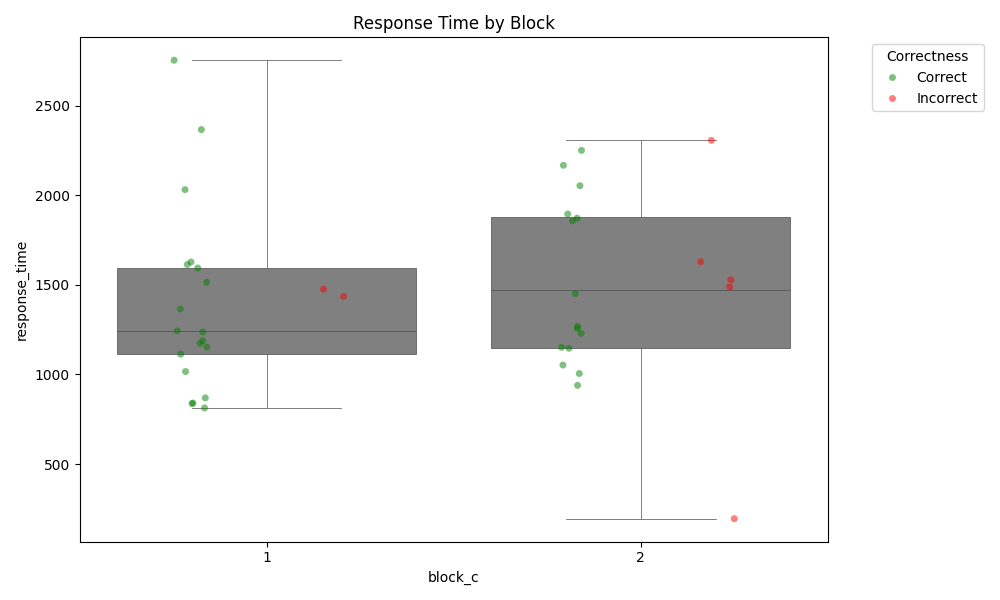 Response Time by Block
Correctness
Correct
Incorrect
2500
2000
1500
1000
500
response_time
1
2
block_c